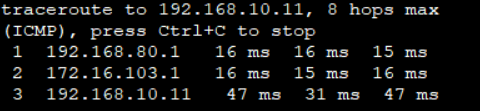 traceroute to 192.168.10.11, 8 hops max
(ICMP), press Ctrl+C to stop
1 192.168.80.1 16 ms 16 ms 15 ms
2 172.16.103.1 16 ms 15 ms 16 ms
3 192.168.10.11 47 ms 31 ms 47 ms